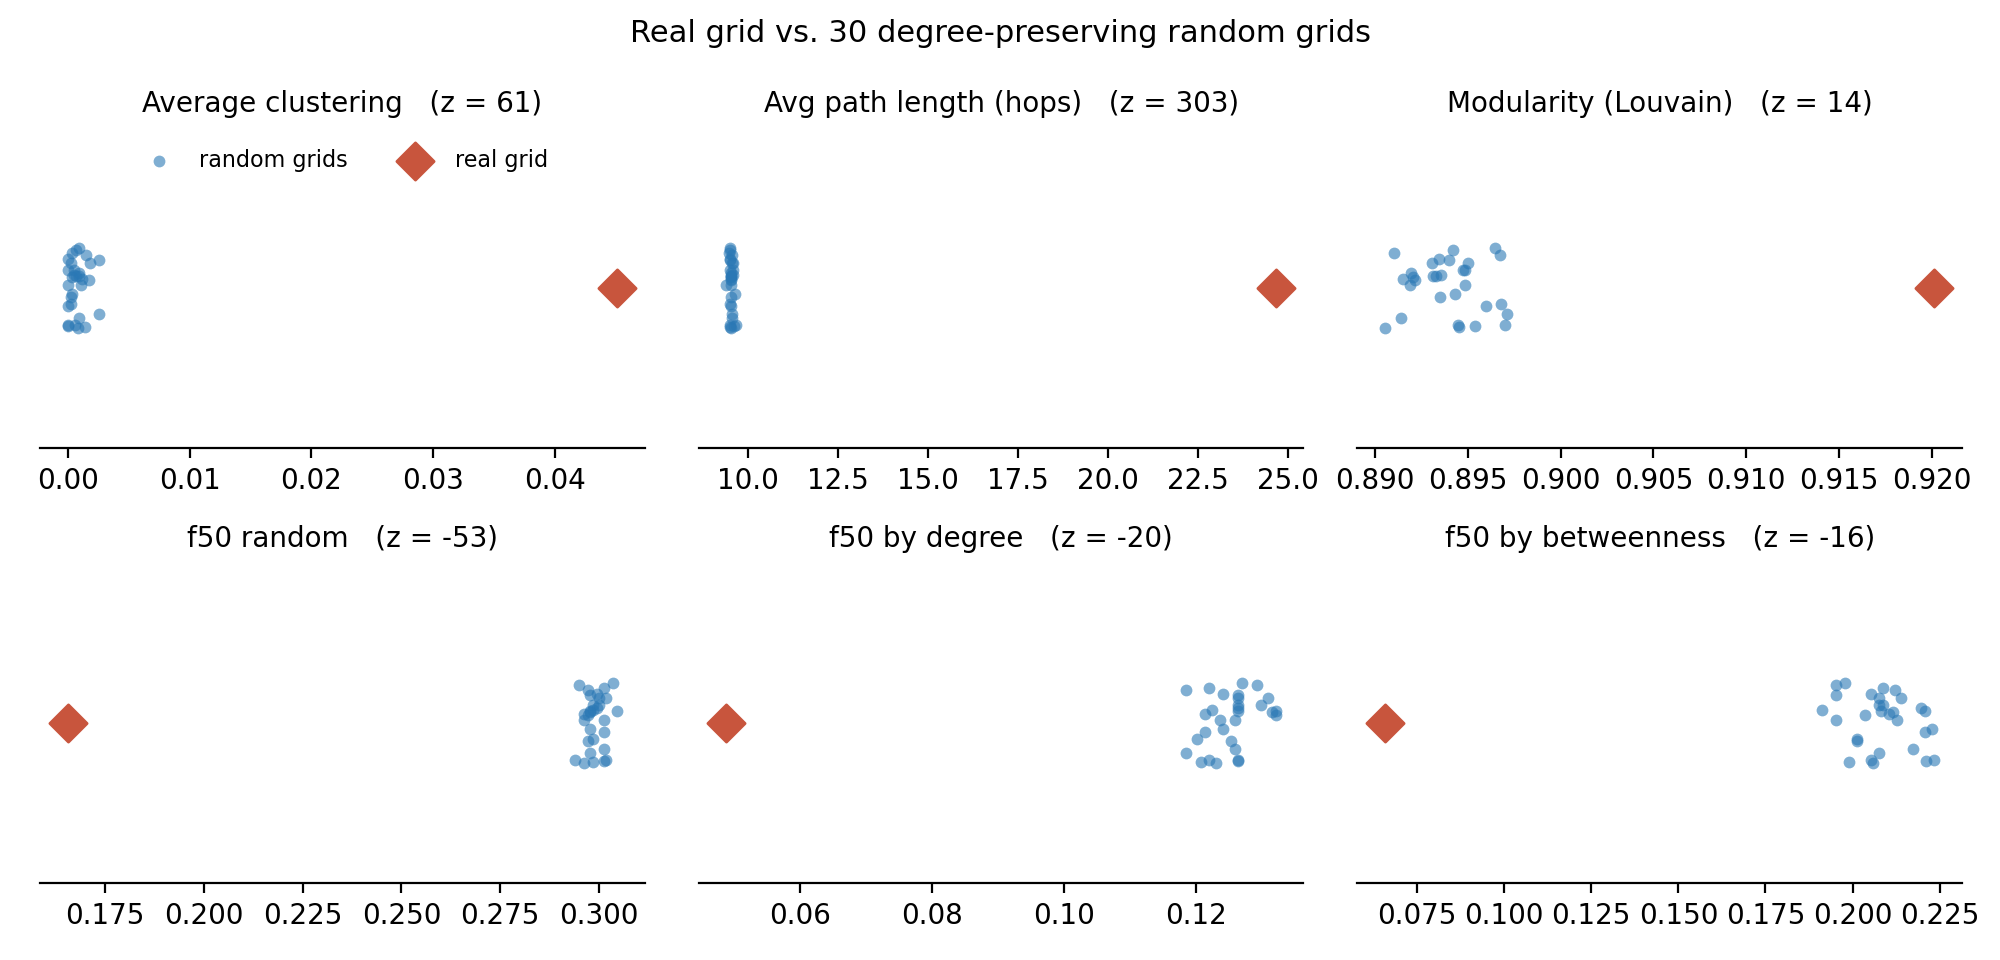 Real grid vs. 30 degree-preserving random grids
Average clustering (z = 61)
random grids
real grid
0.00 0.01 0.02 0.03 0.04
Avg path length (hops) (z = 303)
10.0 12.5 15.0 17.5 20.0 22.5 25.0
Modularity (Louvain) (z = 14)
0.890 0.895 0.900 0.905 0.910 0.915 0.920
f50 random (z = -53)
0.175 0.200 0.225 0.250 0.275 0.300
f50 by degree (z = -20)
0.06 0.08 0.10 0.12
f50 by betweenness (z = -16)
0.075 0.100 0.125 0.150 0.175 0.200 0.225